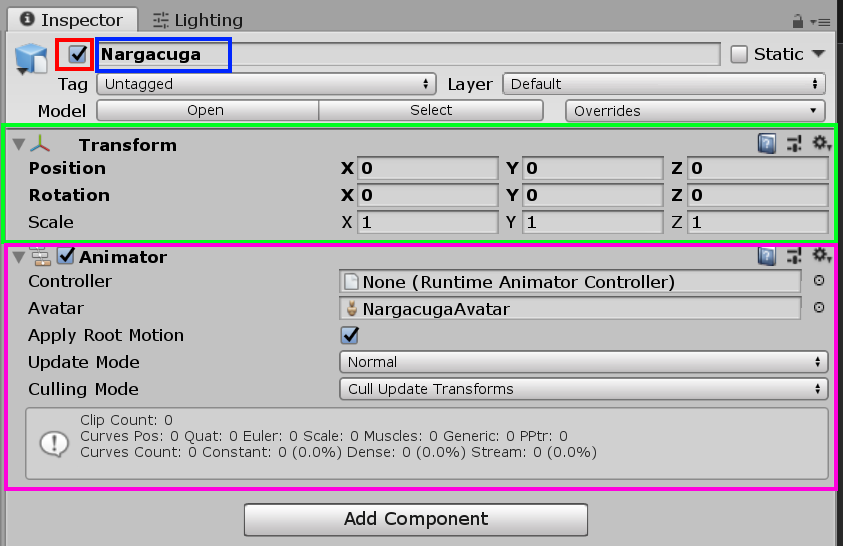 Inspector Lighting
Nargacuga Static
Tag Untagged Layer Default
Model Open Select Overrides
Transform
Position X 0 Y 0 Z 0
Rotation X 0 Y 0 Z 0
Scale X 1 Y 1 Z 1
Animator
Controller None (Runtime Animator Controller)
Avatar NargacugaAvatar
Apply Root Motion
Update Mode Normal
Culling Mode Cull Update Transforms
Clip Count: 0
Curves Pos: 0 Quat: 0 Euler: 0 Scale: 0 Muscles: 0 Generic: 0 PPtr: 0
Curves Count: 0 Constant: 0 (0.0%) Dense: 0 (0.0%) Stream: 0 (0.0%)
Add Component